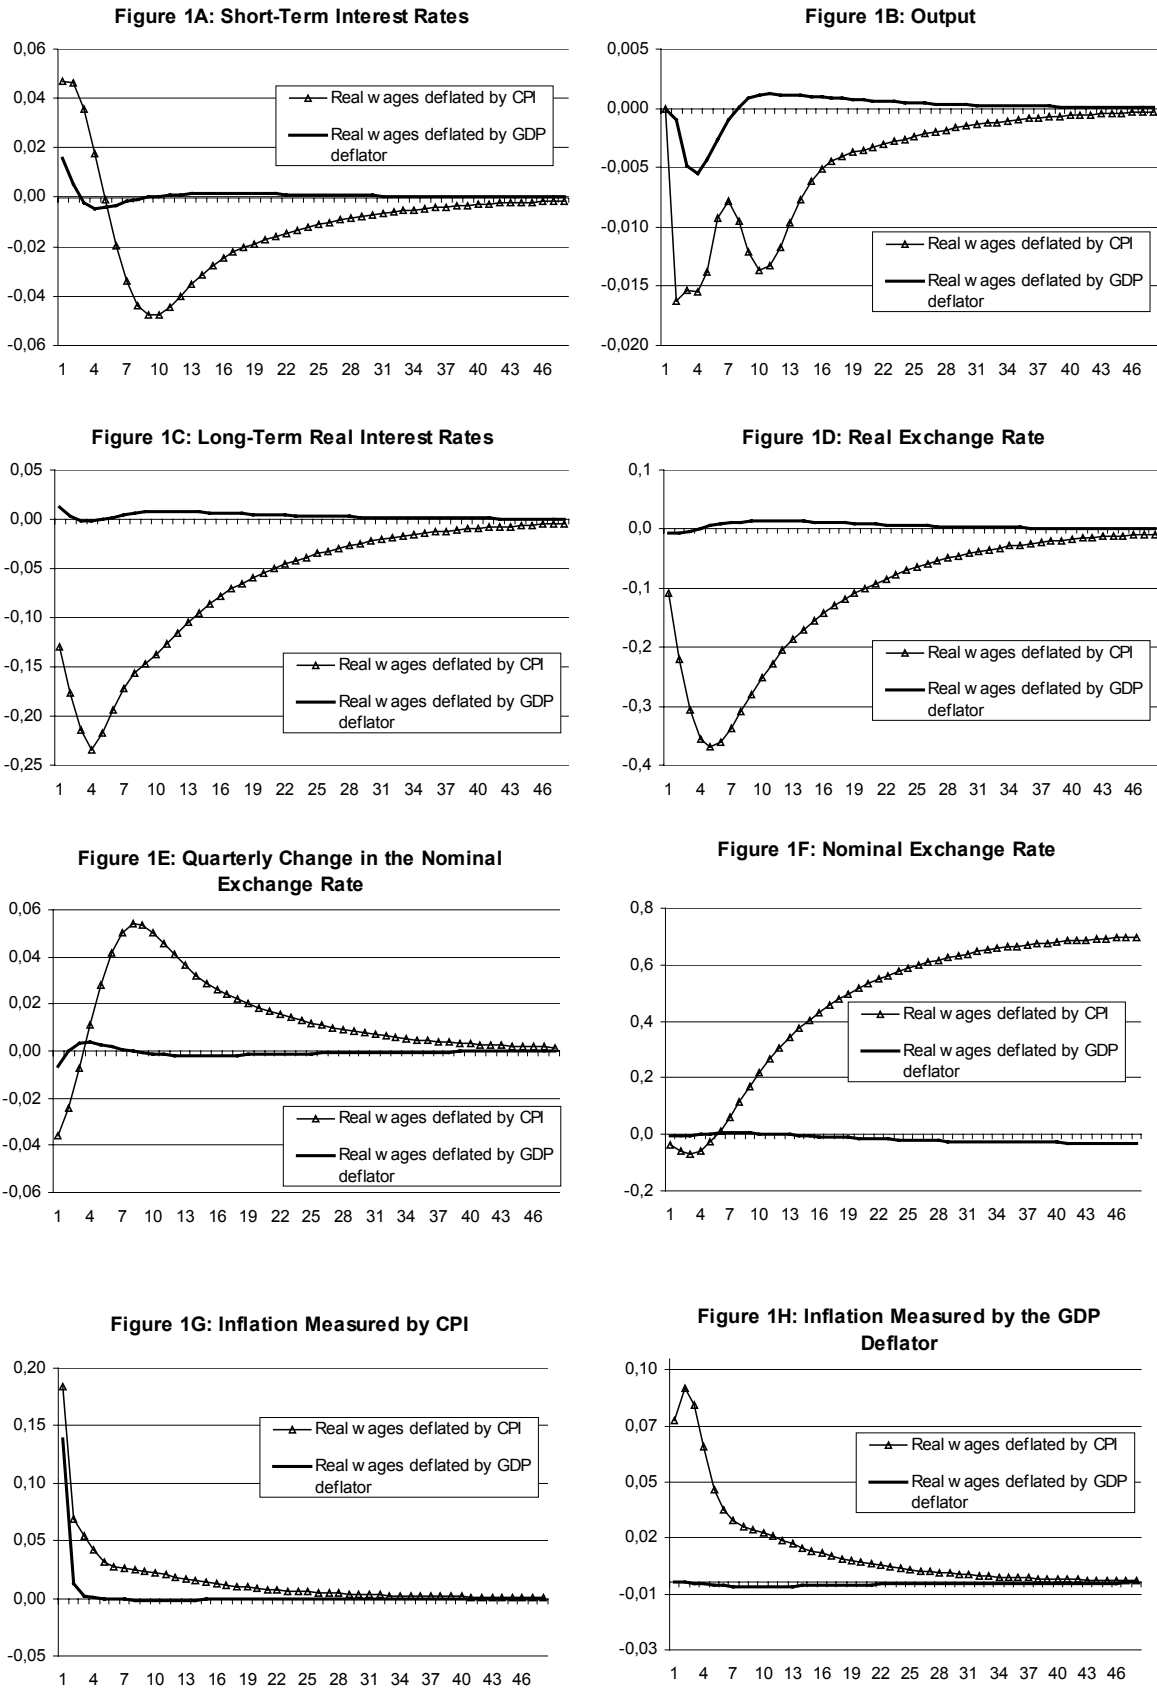 Figure 1A: Short-Term Interest Rates
0,06
0,04
0,02
0,00
-0,02
-0,04
-0,06
Real wages deflated by CPI
Real wages deflated by GDP
deflator
1 4 7 10 13 16 19 22 25 28 31 34 37 40 43 46
Figure 1B: Output
0,005
0,000
-0,005
-0,010
-0,015
-0,020
Real wages deflated by CPI
Real wages deflated by GDP
deflator
1 4 7 10 13 16 19 22 25 28 31 34 37 40 43 46
Figure 1C: Long-Term Real Interest Rates
0,05
0,00
-0,05
-0,10
-0,15
-0,20
-0,25
Real wages deflated by CPI
Real wages deflated by GDP
deflator
1 4 7 10 13 16 19 22 25 28 31 34 37 40 43 46
Figure 1D: Real Exchange Rate
0,1
0,0
-0,1
-0,2
-0,3
-0,4
Real wages deflated by CPI
Real wages deflated by GDP
deflator
1 4 7 10 13 16 19 22 25 28 31 34 37 40 43 46
Figure 1E: Quarterly Change in the Nominal
Exchange Rate
0,06
0,04
0,02
0,00
-0,02
-0,04
-0,06
Real wages deflated by CPI
Real wages deflated by GDP
deflator
1 4 7 10 13 16 19 22 25 28 31 34 37 40 43 46
Figure 1F: Nominal Exchange Rate
0,8
0,6
0,4
0,2
0,0
-0,2
Real wages deflated by CPI
Real wages deflated by GDP
deflator
1 4 7 10 13 16 19 22 25 28 31 34 37 40 43 46
Figure 1G: Inflation Measured by CPI
0,20
0,15
0,10
0,05
0,00
-0,05
Real wages deflated by CPI
Real wages deflated by GDP
deflator
1 4 7 10 13 16 19 22 25 28 31 34 37 40 43 46
Figure 1H: Inflation Measured by the GDP
Deflator
0,10
0,07
0,05
0,02
-0,01
-0,03
Real wages deflated by CPI
Real wages deflated by GDP
deflator
1 4 7 10 13 16 19 22 25 28 31 34 37 40 43 46